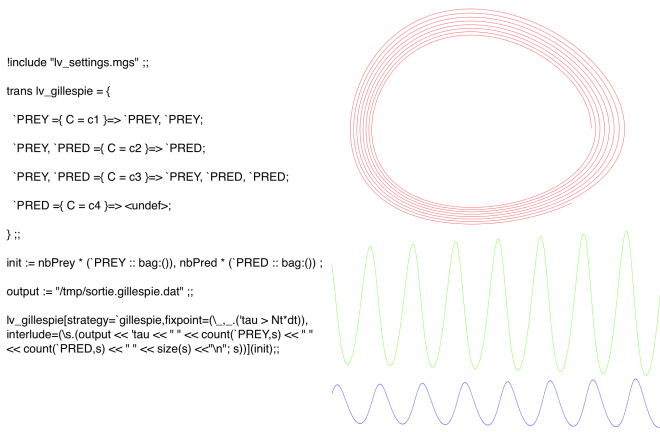 !include "lv_settings.mgs" ;;
trans lv_gillespie = {
`PREY ={ C = c1 }=> `PREY, `PREY;
`PREY, `PRED ={ C = c2 }=> `PRED;
`PREY, `PRED ={ C = c3 }=> `PREY, `PRED, `PRED;
`PRED ={ C = c4 }=> <undef>;
} ;;
init := nbPrey * (`PREY :: bag:()), nbPred * (`PRED :: bag:()) ;
output := "/tmp/sortie.gillespie.dat" ;;
lv_gillespie[strategy=`gillespie,fixpoint=(\_,_.('tau > Nt*dt)),
interlude=(\s.(output << 'tau << " " << count(`PREY,s) << " "
<< count(`PRED,s) << " " << size(s) <<"\n"; s))](init);;